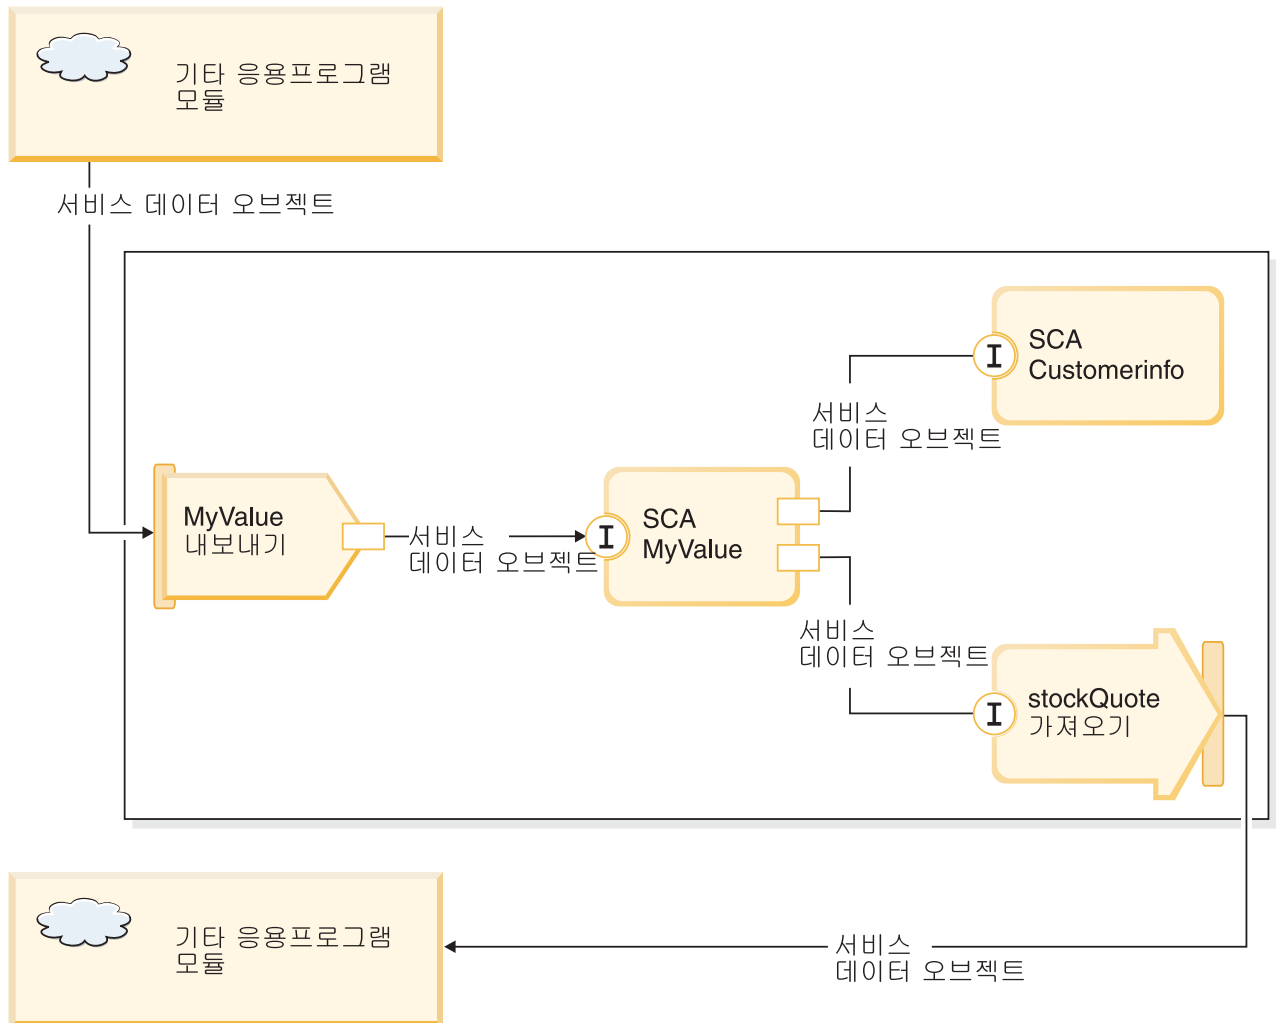 기타 응용프로그램
모듈
서비스 데이터 오브젝트
SCA
Customerinfo
서비스
데이터 오브젝트
MyValue
내보내기
서비스
데이터 오브젝트
I
SCA
MyValue
I
서비스
데이터 오브젝트
I
stockQuote
가져오기
기타 응용프로그램
모듈
서비스
데이터 오브젝트